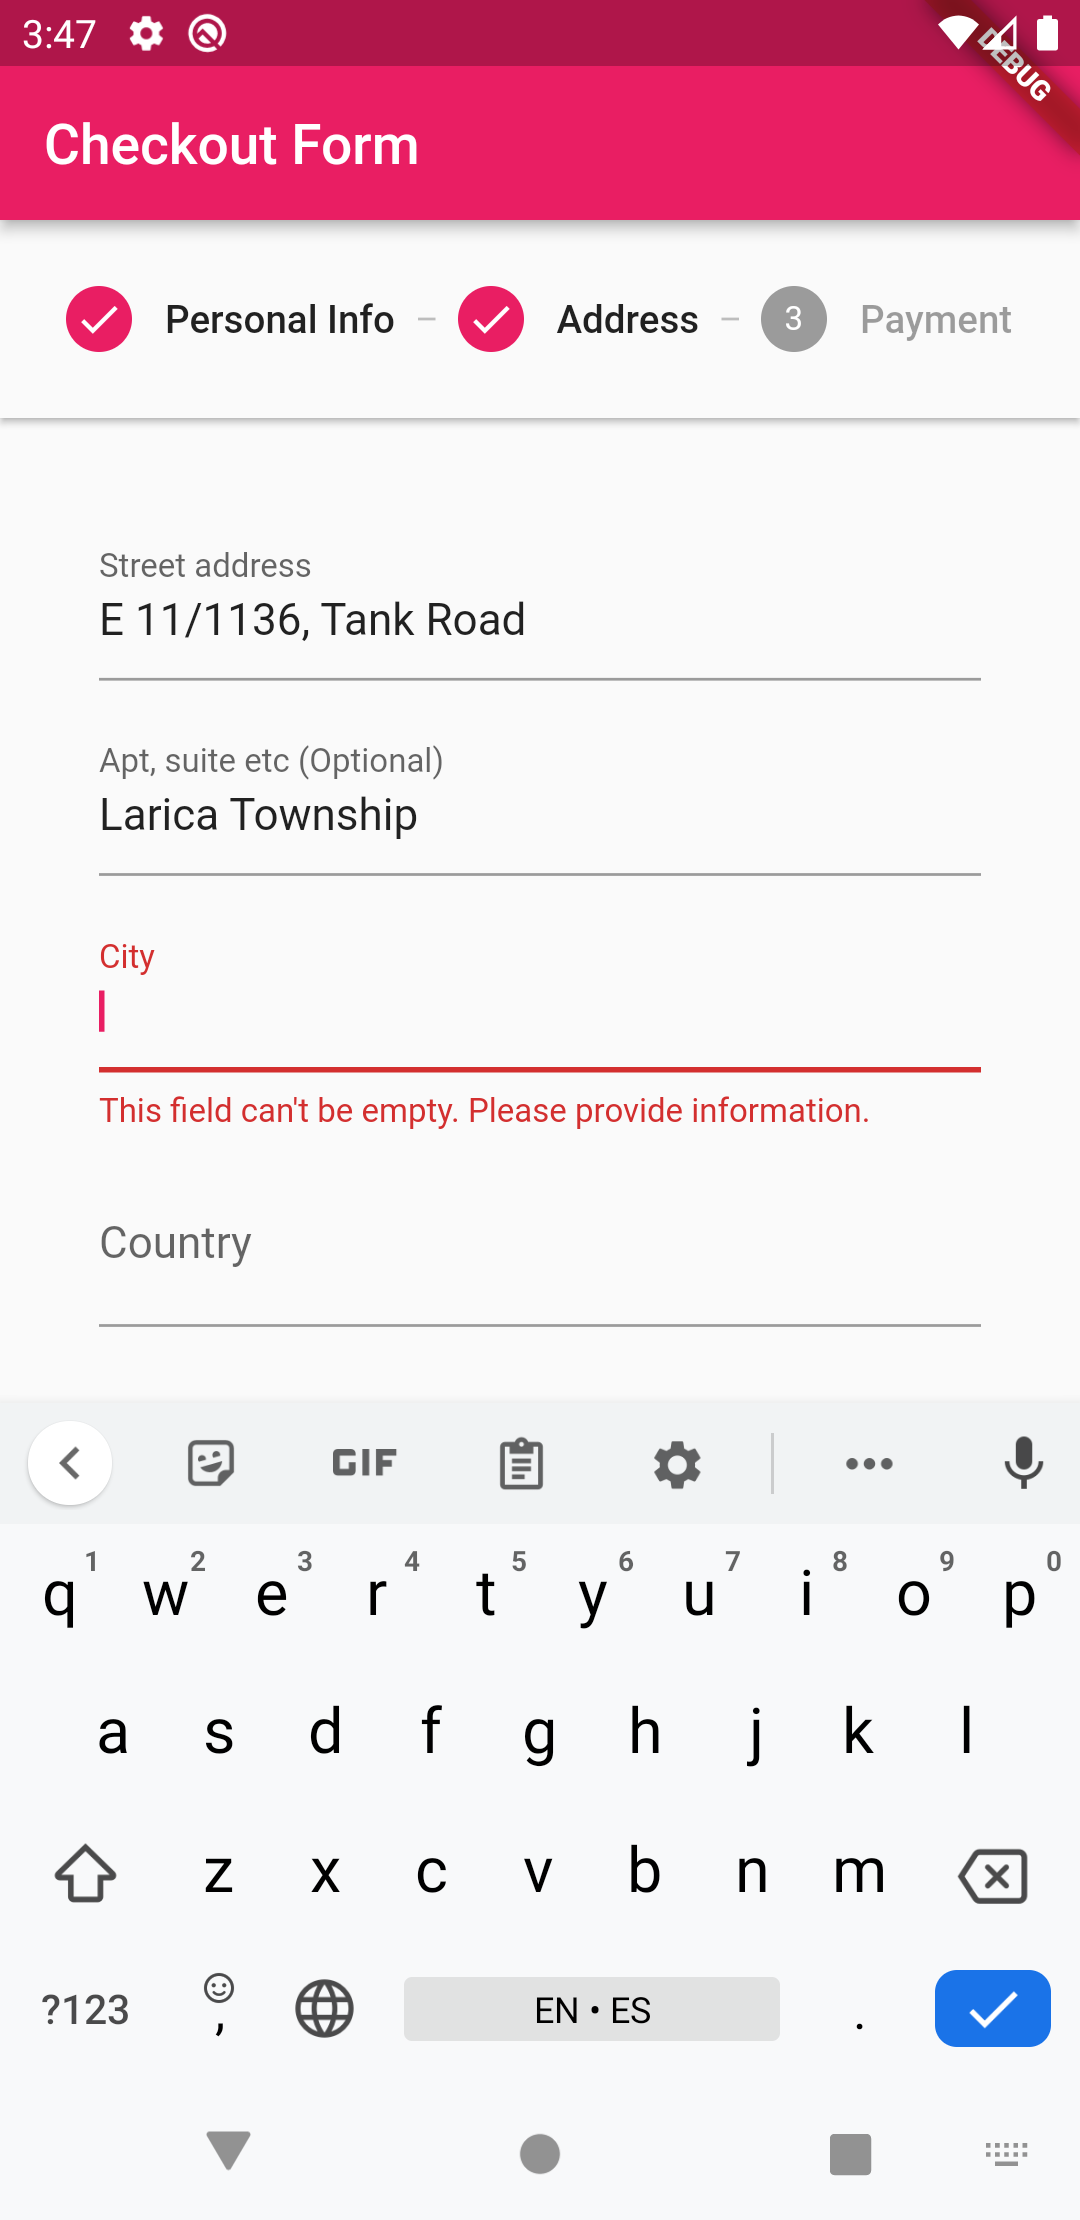 3:47
DEBUG
Checkout Form
Personal Info Address 3 Payment
Street address
E 11/1136, Tank Road
Apt, suite etc (Optional)
Larica Township
City
This field can't be empty. Please provide information.
Country
GIF
1 2 3 4 5 6 7 8 9 0
q w e r t y u i o p
a s d f g h j k l
z x c v b n m
?123 , EN • ES .